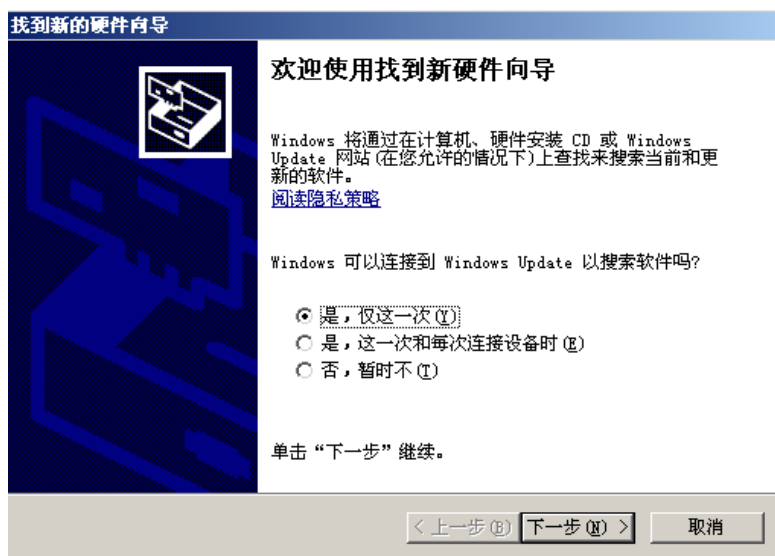 找到新的硬件向导
欢迎使用找到新硬件向导
Windows 将通过在计算机、硬件安装 CD 或 Windows
Update 网站(在您允许的情况下)上查找来搜索当前和更
新的软件。
阅读隐私策略
Windows 可以连接到 Windows Update 以搜索软件吗?
是，仅这一次(Y)
是，这一次和每次连接设备时(E)
否，暂时不(T)
单击“下一步”继续。
< 上一步(B) 下一步(N) > 取消